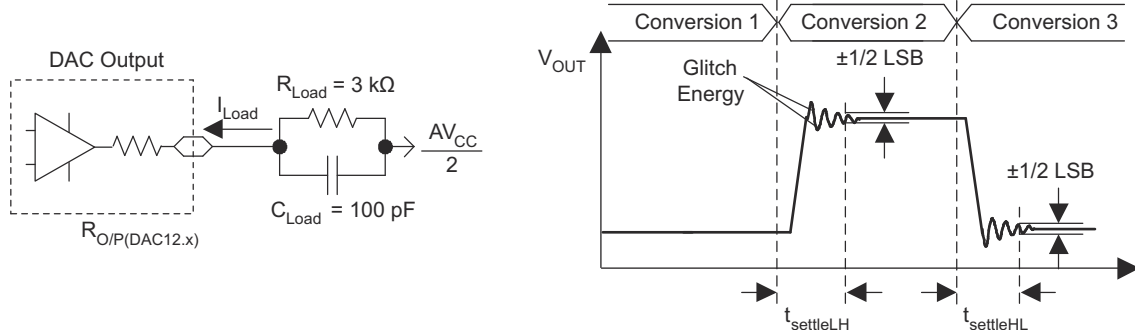 DAC Output
R_Load = 3 kΩ
I_Load
AV_CC
2
C_Load = 100 pF
R_O/P(DAC12.x)
Conversion 1
Conversion 2
Conversion 3
V_OUT
Glitch
Energy
±1/2 LSB
±1/2 LSB
t_settleLH
t_settleHL